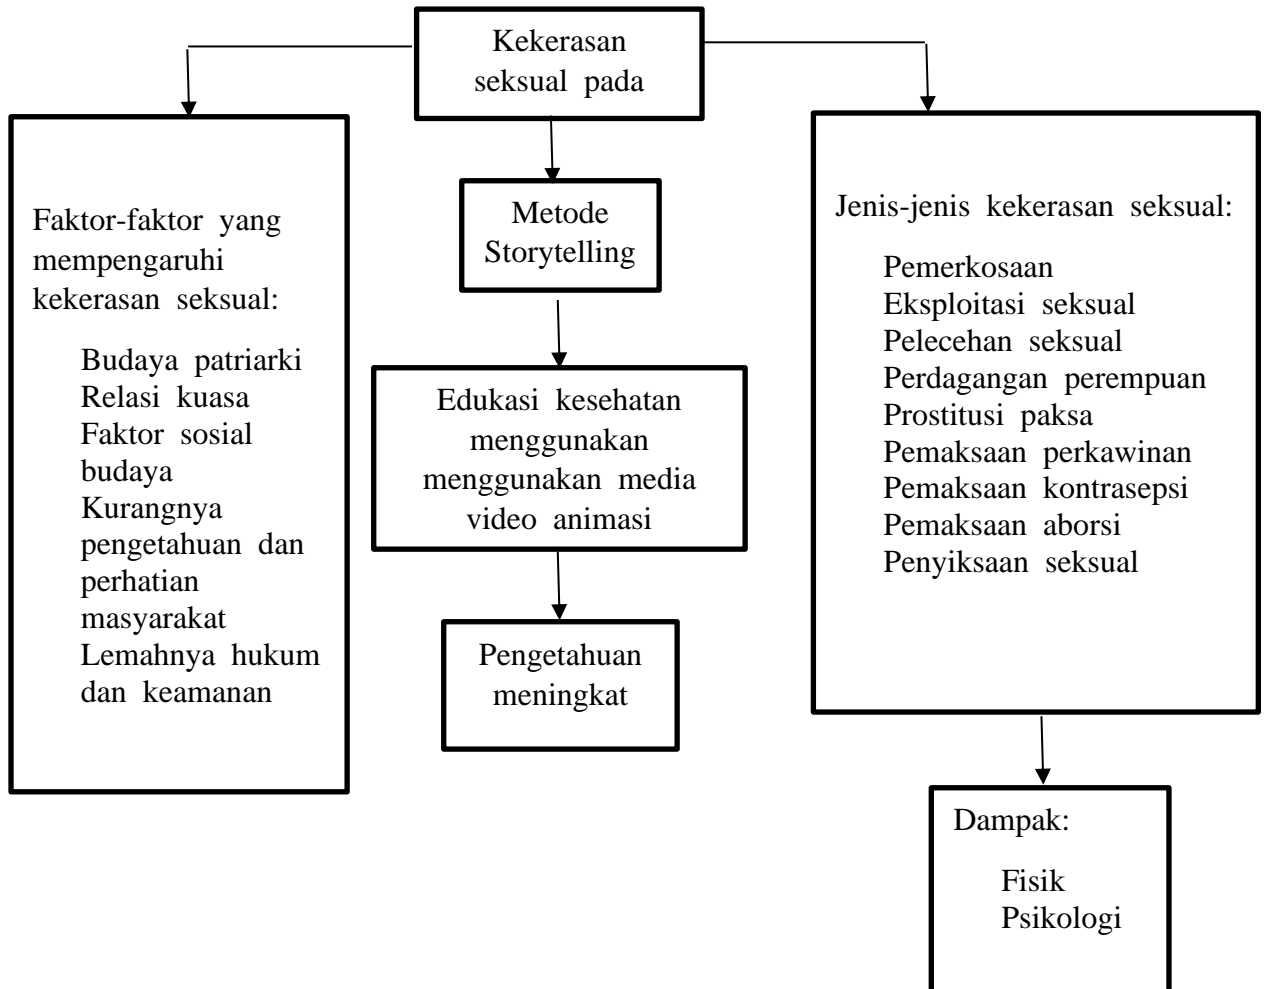 Kekerasan
seksual pada
Faktor-faktor yang
mempengaruhi
kekerasan seksual:
Budaya patriarki
Relasi kuasa
Faktor sosial
budaya
Kurangnya
pengetahuan dan
perhatian
masyarakat
Lemahnya hukum
dan keamanan
Metode
Storytelling
Edukasi kesehatan
menggunakan
menggunakan media
video animasi
Pengetahuan
meningkat
Jenis-jenis kekerasan seksual:
Pemerkosaan
Eksploitasi seksual
Pelecehan seksual
Perdagangan perempuan
Prostitusi paksa
Pemaksaan perkawinan
Pemaksaan kontrasepsi
Pemaksaan aborsi
Penyiksaan seksual
Dampak:
Fisik
Psikologi